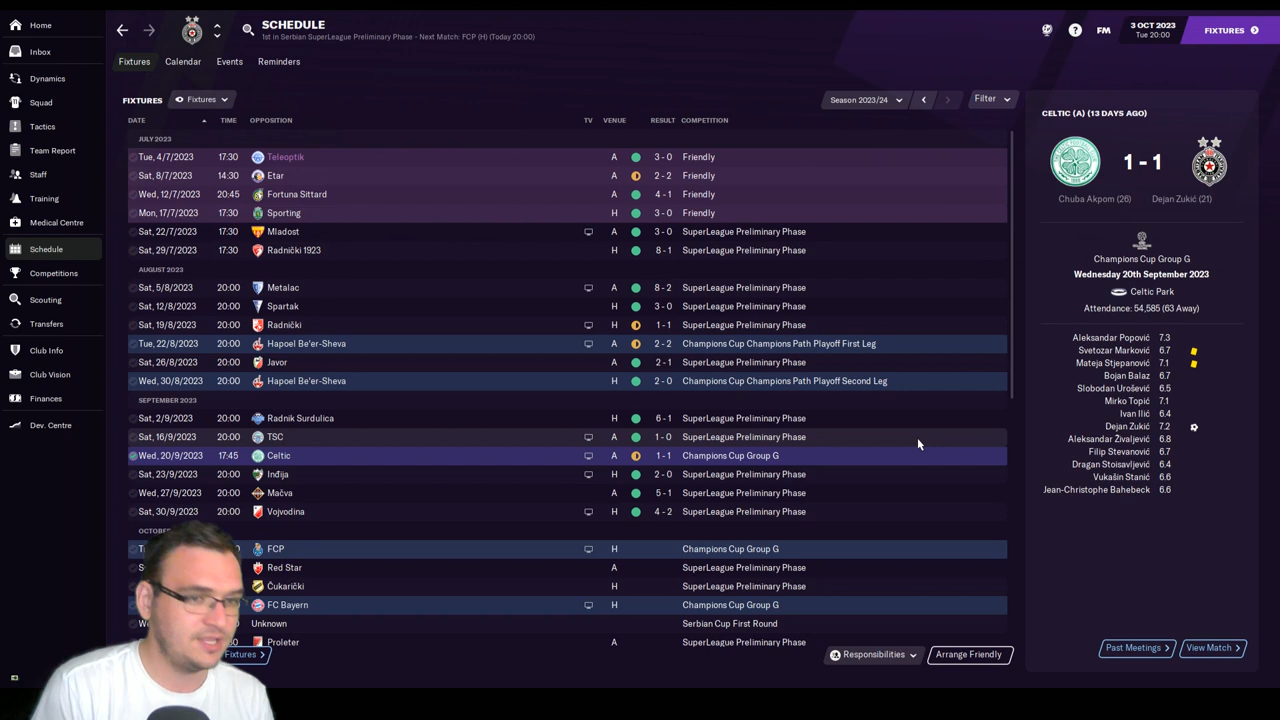 Home
Inbox
Dynamics
Squad
Tactics
Team Report
Staff
Training
Medical Centre
Schedule
Competitions
Scouting
Transfers
Club Info
Club Vision
Finances
Dev. Centre
SCHEDULE
1st in Serbian SuperLeague Preliminary Phase - Next Match: FCP (H) (Today 20:00)
? FM 3 OCT 2023 Tue 20:00 FIXTURES
Fixtures Calendar Events Reminders
FIXTURES Fixtures Season 2023/24 Filter
DATE TIME OPPOSITION TV VENUE RESULT COMPETITION
JULY 2023
Tue, 4/7/2023 17:30 Teleoptik A 3 - 0 Friendly
Sat, 8/7/2023 14:30 Etar A 2 - 2 Friendly
Wed, 12/7/2023 20:45 Fortuna Sittard A 4 - 1 Friendly
Mon, 17/7/2023 17:30 Sporting H 3 - 0 Friendly
Sat, 22/7/2023 17:30 Mladost A 3 - 0 SuperLeague Preliminary Phase
Sat, 29/7/2023 17:30 Radnički 1923 H 8 - 1 SuperLeague Preliminary Phase
AUGUST 2023
Sat, 5/8/2023 20:00 Metalac A 8 - 2 SuperLeague Preliminary Phase
Sat, 12/8/2023 20:00 Spartak H 3 - 0 SuperLeague Preliminary Phase
Sat, 19/8/2023 20:00 Radnički H 1 - 1 SuperLeague Preliminary Phase
Tue, 22/8/2023 20:00 Hapoel Be'er-Sheva A 2 - 2 Champions Cup Champions Path Playoff First Leg
Sat, 26/8/2023 20:00 Javor A 2 - 1 SuperLeague Preliminary Phase
Wed, 30/8/2023 20:00 Hapoel Be'er-Sheva H 2 - 0 Champions Cup Champions Path Playoff Second Leg
SEPTEMBER 2023
Sat, 2/9/2023 20:00 Radnik Surdulica H 6 - 1 SuperLeague Preliminary Phase
Sat, 16/9/2023 20:00 TSC A 1 - 0 SuperLeague Preliminary Phase
Wed, 20/9/2023 17:45 Celtic A 1 - 1 Champions Cup Group G
Sat, 23/9/2023 20:00 Inđija H 2 - 0 SuperLeague Preliminary Phase
Wed, 27/9/2023 20:00 Mačva A 5 - 1 SuperLeague Preliminary Phase
Sat, 30/9/2023 20:00 Vojvodina H 4 - 2 SuperLeague Preliminary Phase
FCP H Champions Cup Group G
Red Star A SuperLeague Preliminary Phase
Čukarički H SuperLeague Preliminary Phase
FC Bayern H Champions Cup Group G
Unknown Serbian Cup First Round
Proleter A SuperLeague Preliminary Phase
Fixtures Responsibilities Arrange Friendly
CELTIC (A) (13 DAYS AGO)
1 - 1
Chuba Akpom (26) Dejan Zukić (21)
Champions Cup Group G
Wednesday 20th September 2023
Celtic Park
Attendance: 54,585 (63 Away)
Aleksandar Popović 7.3
Svetozar Marković 6.7
Mateja Stjepanović 7.1
Bojan Balaz 6.7
Slobodan Urošević 6.5
Mirko Topić 7.1
Ivan Ilić 6.4
Dejan Zukić 7.2
Aleksandar Živaljević 6.8
Filip Stevanović 6.7
Dragan Stoisavljević 6.4
Vukašin Stanić 6.6
Jean-Christophe Bahebeck 6.6
Past Meetings View Match